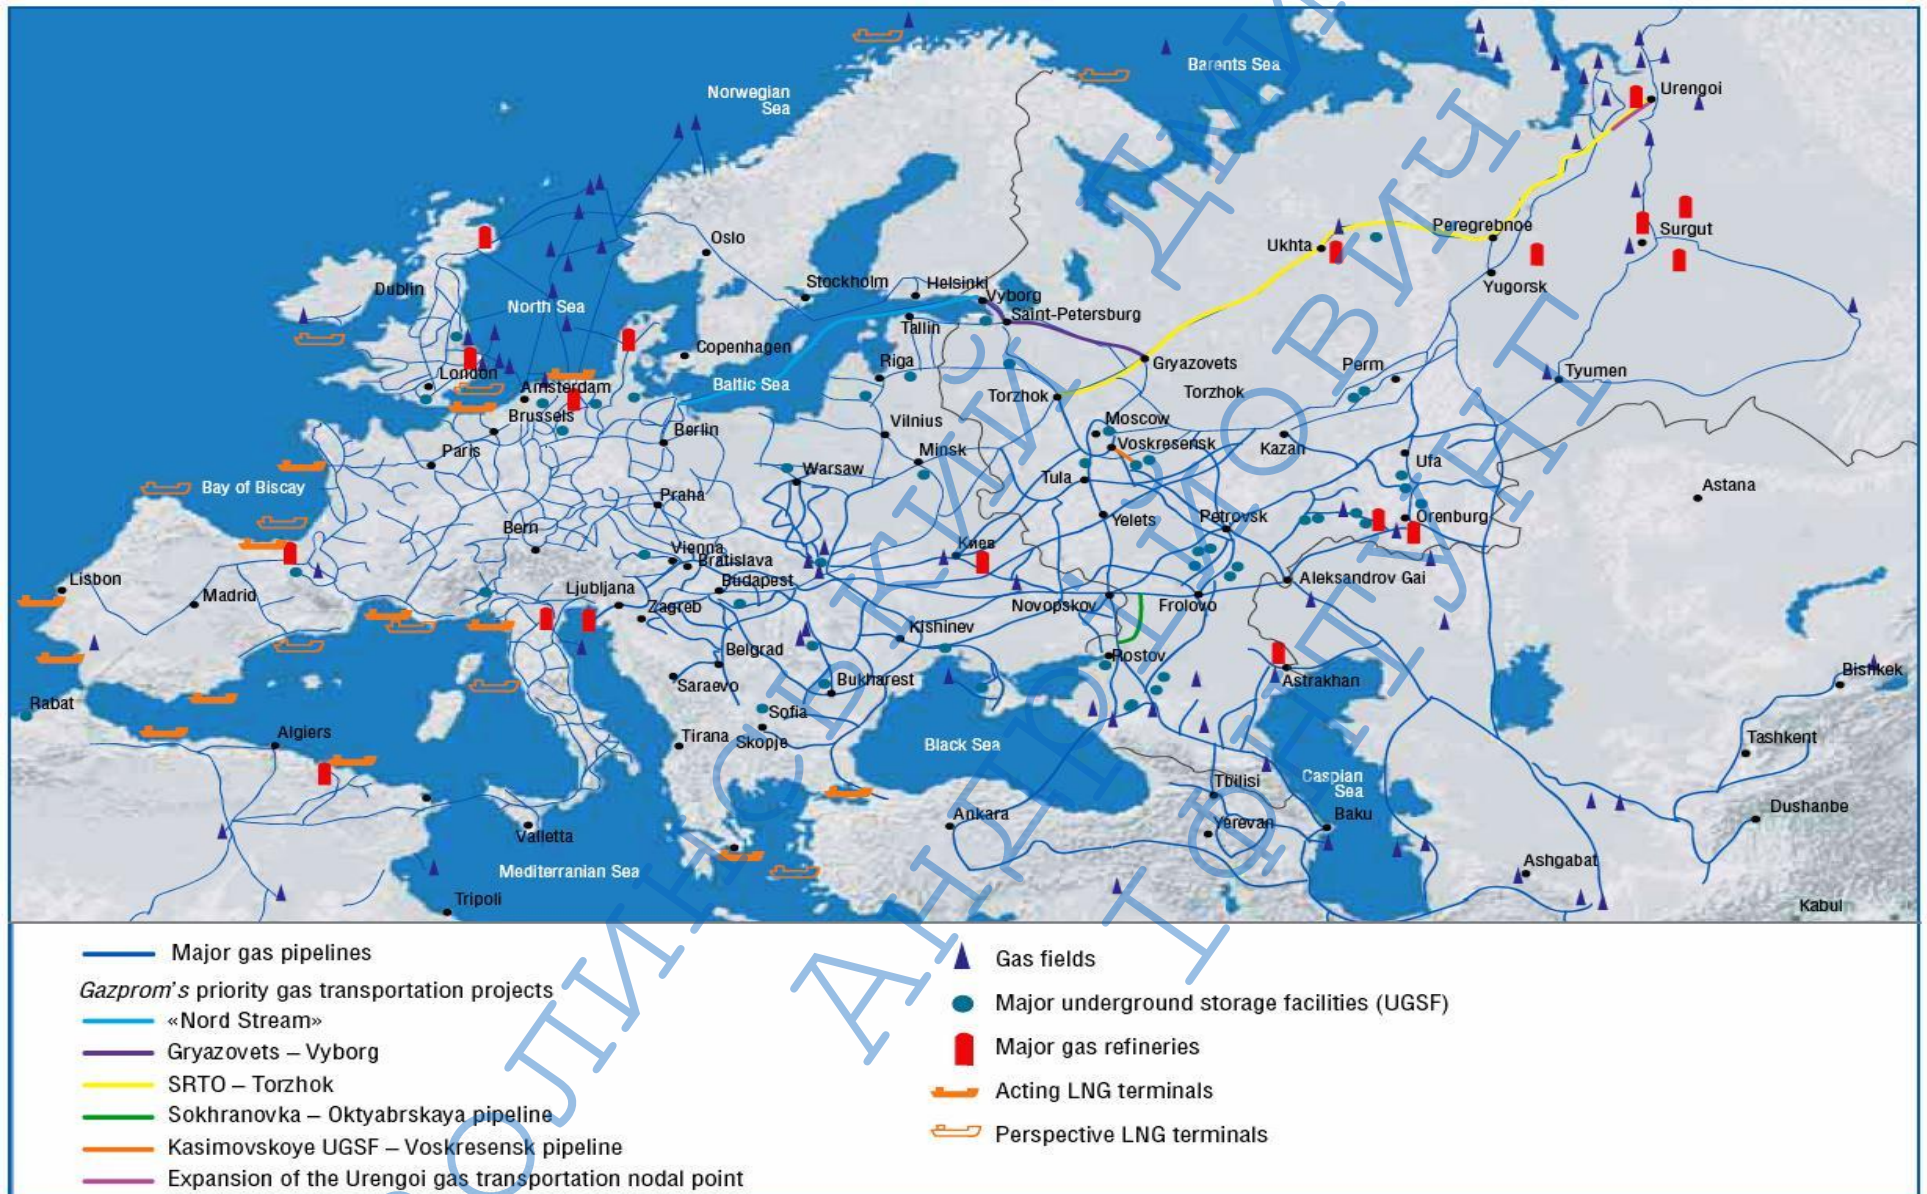 Barents Sea
Norwegian
Sea
Urengoi
Oslo
Ukhta
Peregrebnoe
Surgut
Dublin
North Sea
Stockholm
Helsinki
Vyborg
Yugorsk
Saint-Petersburg
Tallin
Copenhagen
Riga
Gryazovets
Perm
Tyumen
London
Amsterdam
Baltic Sea
Torzhok
Torzhok
Brussels
Berlin
Vilnius
Moscow
Paris
Minsk
Voskresensk
Kazan
Ufa
Warsaw
Tula
Astana
Bay of Biscay
Praha
Bern
Yelets
Petrovsk
Orenburg
Vienna
Bratislava
Киев
Lisbon
Madrid
Ljubljana
Budapest
Aleksandrov Gai
Zagreb
Novopskov
Frolovo
Kishinev
Belgrad
Rostov
Saraevo
Bukharest
Astrakhan
Bishkek
Rabat
Sofia
Algiers
Tirana
Skopje
Black Sea
Tashkent
Tbilisi
Caspian
Sea
Ankara
Yerevan
Baku
Dushanbe
Valletta
Mediterranian Sea
Ashgabat
Tripoli
Kabul
Major gas pipelines
Gazprom's priority gas transportation projects
«Nord Stream»
Gryazovets – Vyborg
SRTO – Torzhok
Sokhranovka – Oktyabrskaya pipeline
Kasimovskoye UGSF – Voskresensk pipeline
Expansion of the Urengoi gas transportation nodal point
Gas fields
Major underground storage facilities (UGSF)
Major gas refineries
Acting LNG terminals
Perspective LNG terminals
АНДРІЙОВИЧ